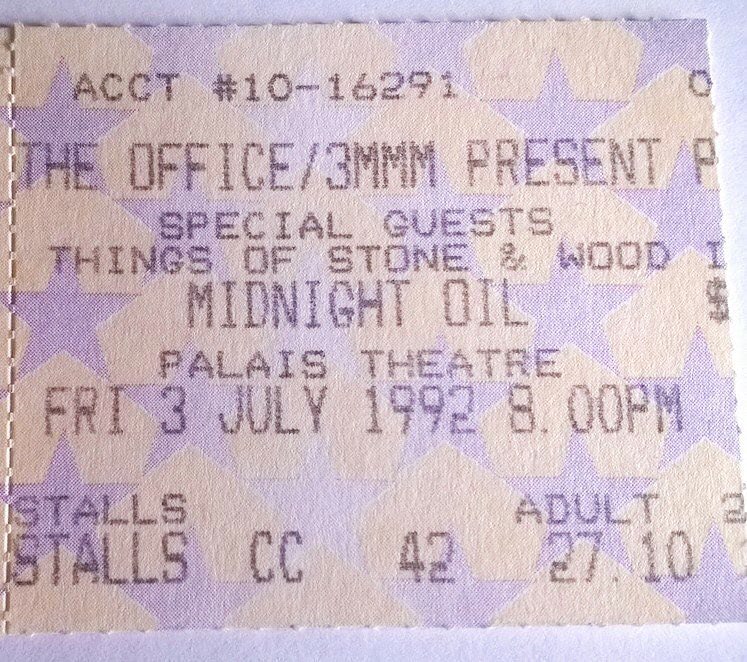 ACCT #10-16291
THE OFFICE/3MMM PRESENT P
SPECIAL GUESTS
THINGS OF STONE & WOOD
MIDNIGHT OIL
PALAIS THEATRE
FRI 3 JULY 1992 8.00PM
STALLS ADULT
STALLS CC 42 27.10